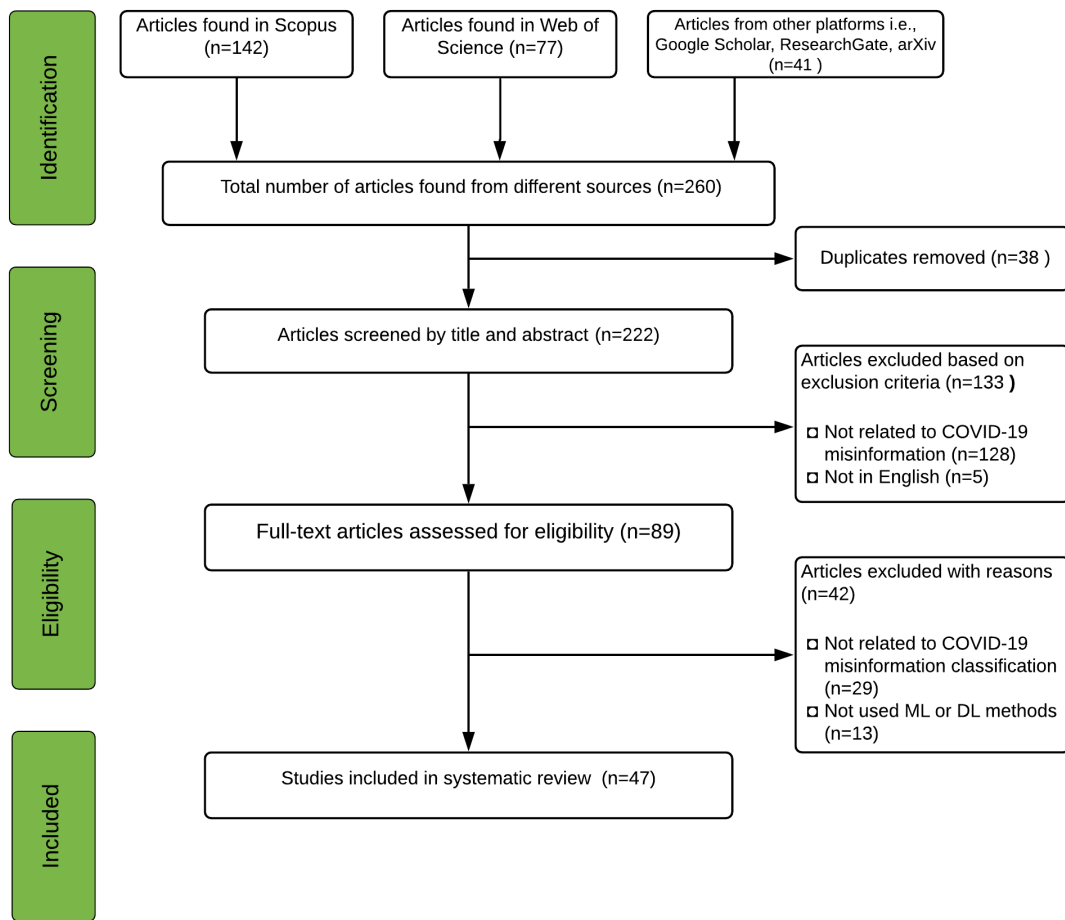 Identification
Articles found in Scopus
(n=142)
Articles found in Web of
Science (n=77)
Articles from other platforms i.e.,
Google Scholar, ResearchGate, arXiv
(n=41 )
Total number of articles found from different sources (n=260)
Duplicates removed (n=38 )
Screening
Articles screened by title and abstract (n=222)
Articles excluded based on
exclusion criteria (n=133 )
Not related to COVID-19
misinformation (n=128)
Not in English (n=5)
Eligibility
Full-text articles assessed for eligibility (n=89)
Articles excluded with reasons
(n=42)
Not related to COVID-19
misinformation classification
(n=29)
Not used ML or DL methods
(n=13)
Included
Studies included in systematic review (n=47)